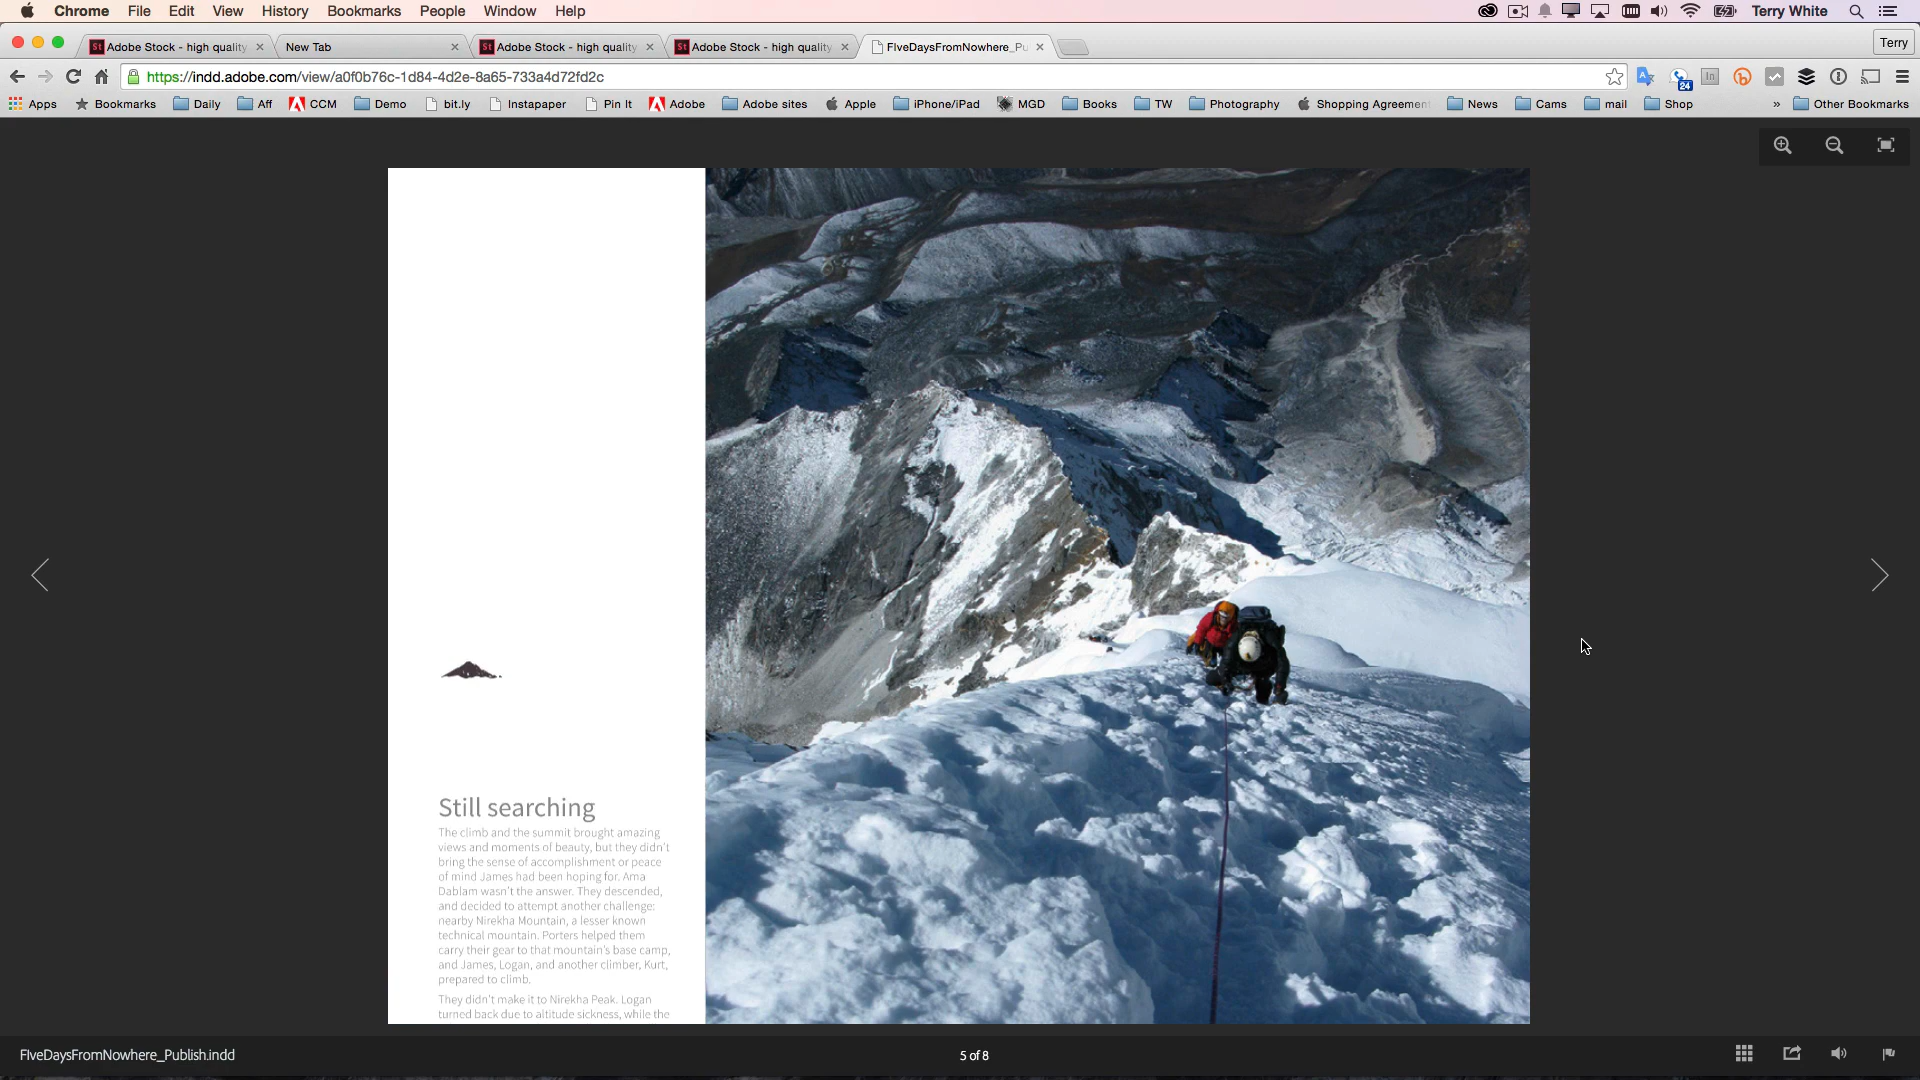 Chrome File Edit View History Bookmarks People Window Help Terry White
Adobe Stock - high quality New Tab Adobe Stock - high quality Adobe Stock - high quality FIveDaysFromNowhere_Pu Terry
https://indd.adobe.com/view/a0f0b76c-1d84-4d2e-8a65-733a4d72fd2c 24
Apps Bookmarks Daily Aff CCM Demo bit.ly Instapaper Pin It Adobe Adobe sites Apple iPhone/iPad MGD Books TW Photography Shopping Agreemen News Cams mail Shop » Other Bookmarks
Still searching
The climb and the summit brought amazing
views and moments of beauty, but they didn't
bring the sense of accomplishment or peace
of mind James had been hoping for. Ama
Dablam wasn't the answer. They descended,
and decided to attempt another challenge:
nearby Nirekha Mountain, a lesser known
technical mountain. Porters helped them
carry their gear to that mountain's base camp,
and James, Logan, and another climber, Kurt,
prepared to climb.
They didn't make it to Nirekha Peak. Logan
turned back due to altitude sickness, while the
FIveDaysFromNowhere_Publish.indd 5 of 8